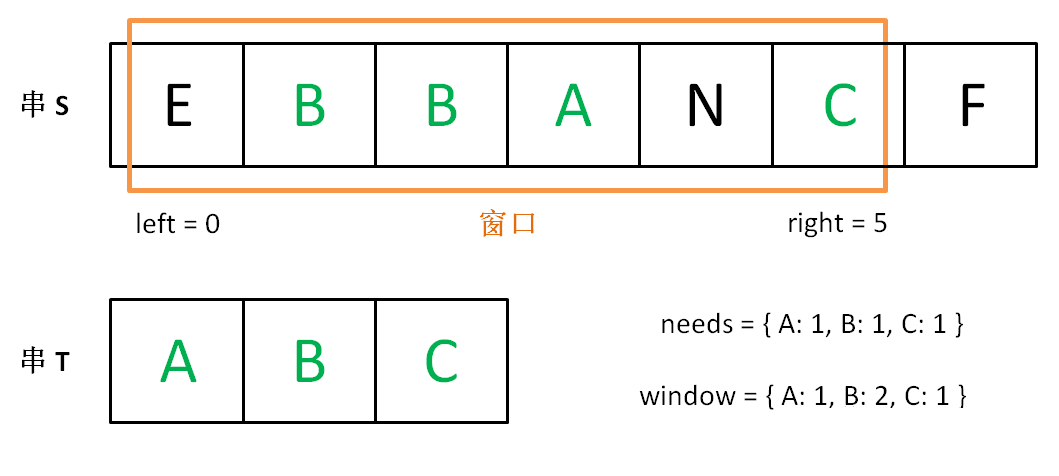 串 S E B B A N C F
left = 0 窗口 right = 5
串 T A B C
needs = { A: 1, B: 1, C: 1 }
window = { A: 1, B: 2, C: 1 }